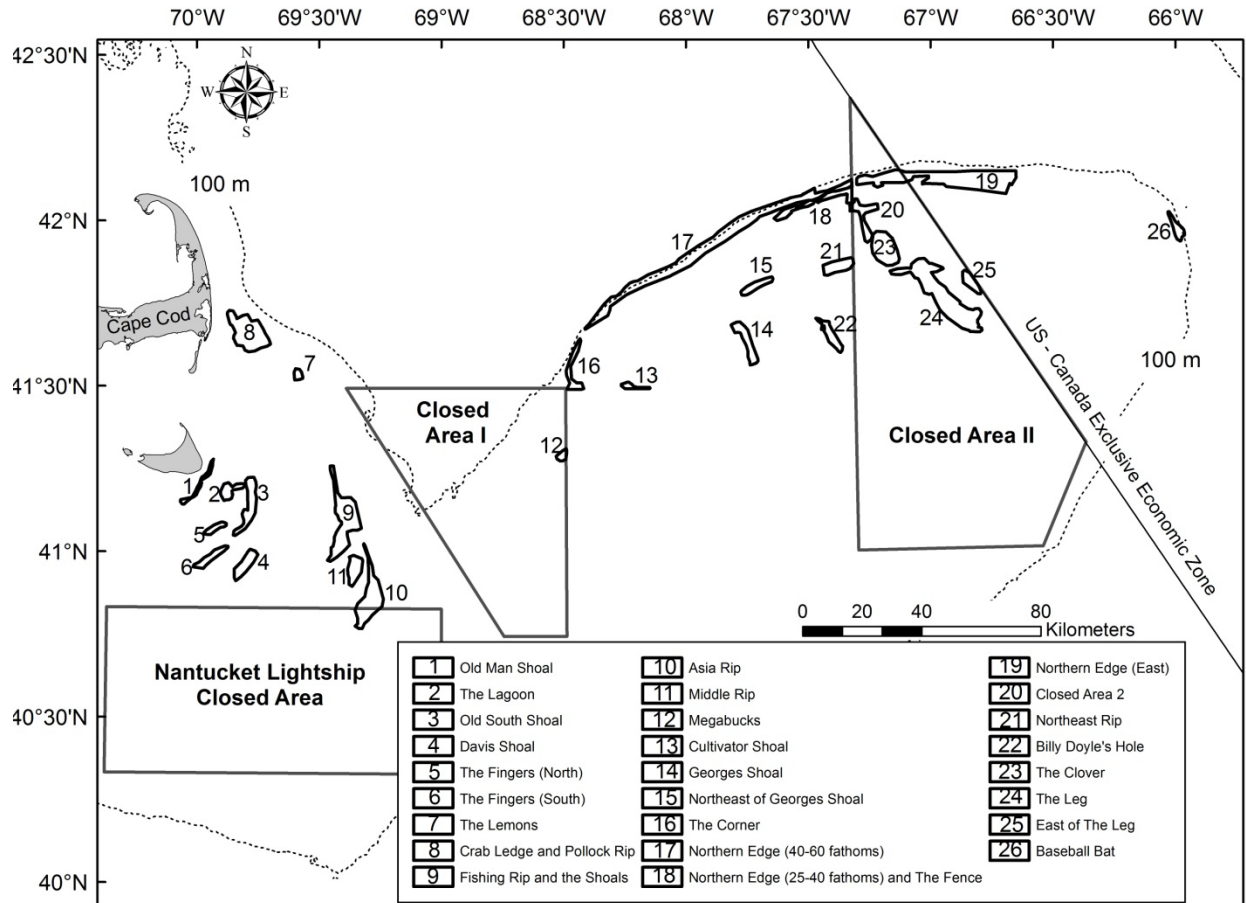 70°W 69.5°W 69°W 68.5°W 68°W 67.5°W 67°W 66.5°W 66°W
42°30'N
42°N
41°30'N
41°N
40°30'N
40°N
N
W E
S
100 m
Cape Cod
8
7
17
18
19
20
21
23
15
25
24
26
14
22
16
13
12
US - Canada Exclusive Economic Zone
100 m
Closed
Area I
Closed Area II
1
2
3
5
6
4
9
11
10
Nantucket Lightship
Closed Area
0 20 40 80
Kilometers
1 Old Man Shoal
2 The Lagoon
3 Old South Shoal
4 Davis Shoal
5 The Fingers (North)
6 The Fingers (South)
7 The Lemons
8 Crab Ledge and Pollock Rip
9 Fishing Rip and the Shoals
10 Asia Rip
11 Middle Rip
12 Megabucks
13 Cultivator Shoal
14 Georges Shoal
15 Northeast of Georges Shoal
16 The Corner
17 Northern Edge (40-60 fathoms)
18 Northern Edge (25-40 fathoms) and The Fence
19 Northern Edge (East)
20 Closed Area 2
21 Northeast Rip
22 Billy Doyle's Hole
23 The Clover
24 The Leg
25 East of The Leg
26 Baseball Bat